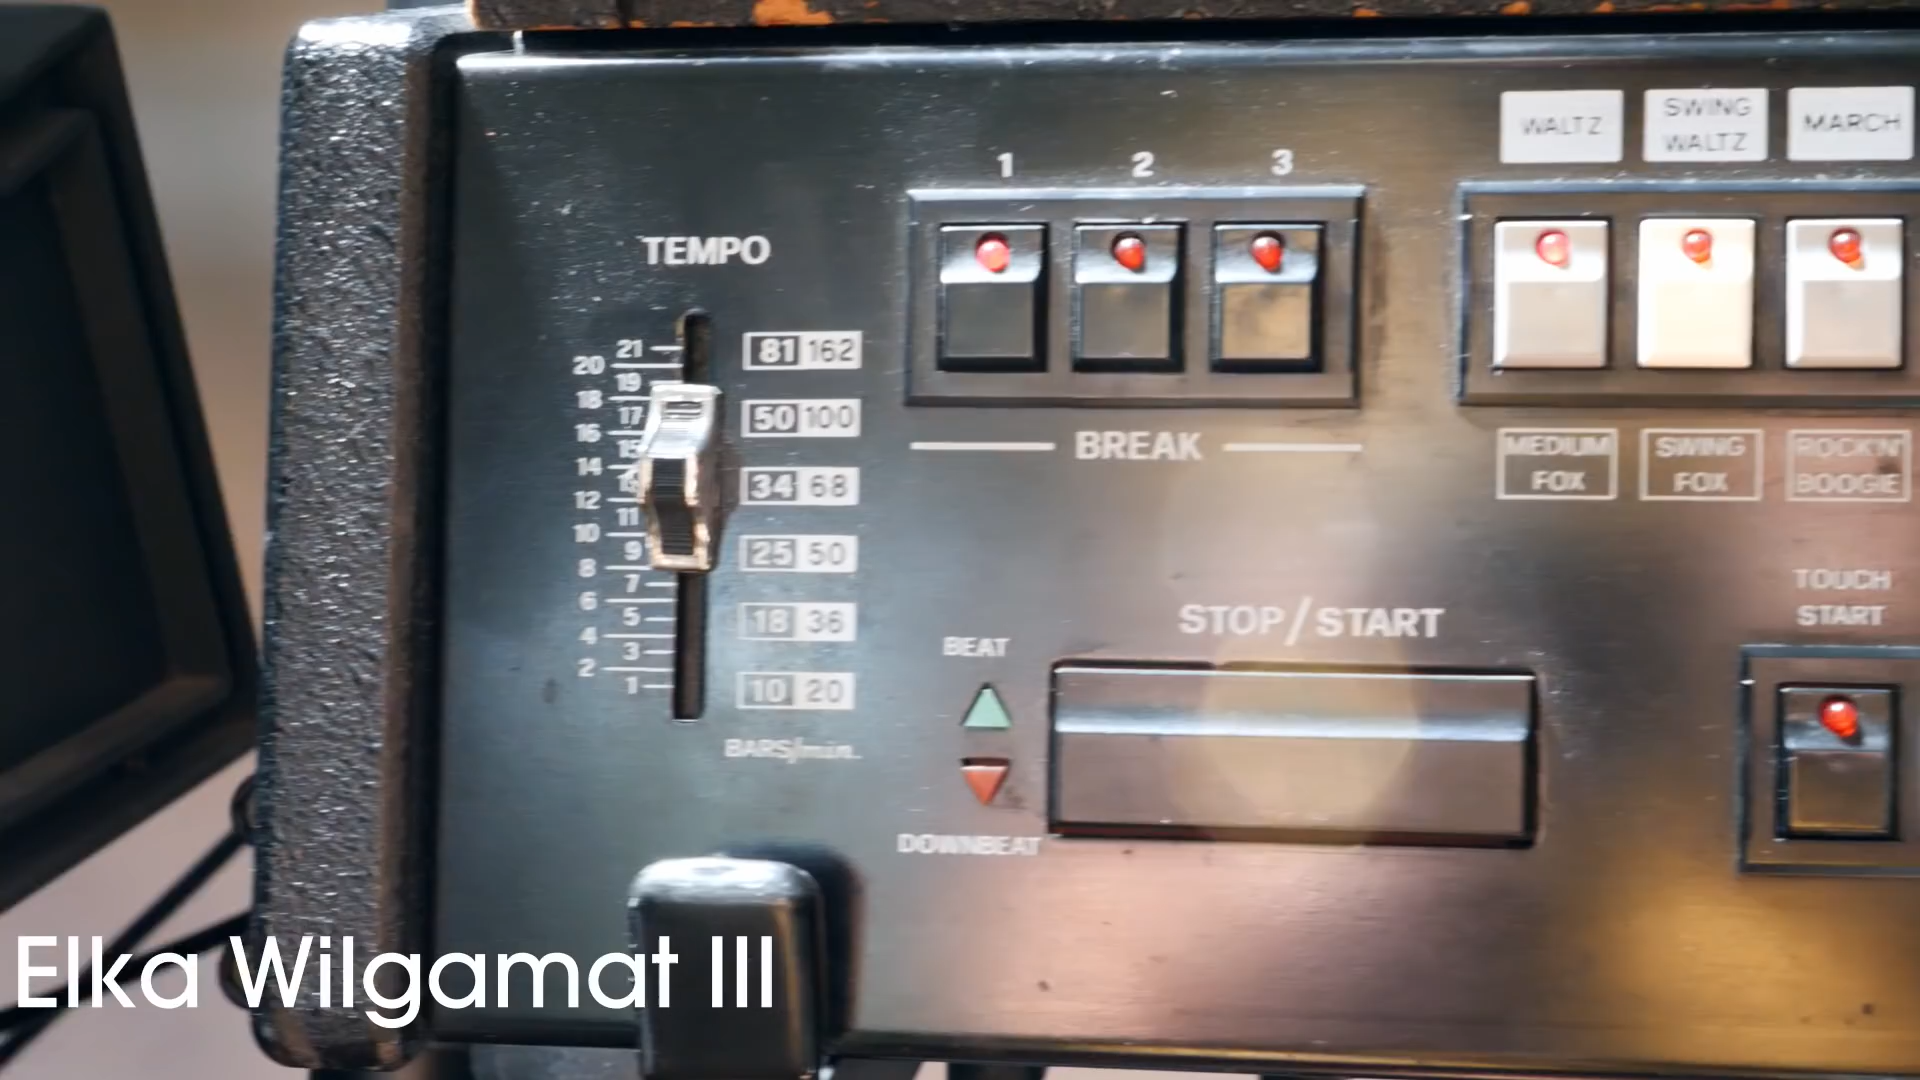 WALTZ
SWING
WALTZ
MARCH
1 2 3
TEMPO
21
20
19
18
17
16
15
14
12
11
10
9
8
7
6
5
4
3
2
1
81 162
50 100
34 68
25 50
18 36
10 20
BARS/min.
BREAK
MEDIUM
FOX
SWING
FOX
ROCK'N'
BOOGIE
TOUCH
START
STOP/START
BEAT
DOWNBEAT
Elka Wilgamat III